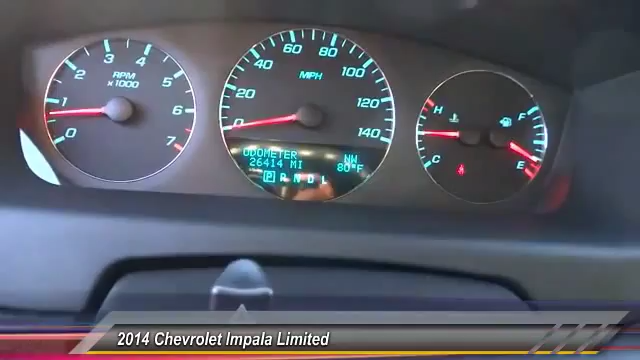 0 1 2 3 4 5 6 7
RPM
x1000
0 20 40 60 80 100 120 140
MPH
ODOMETER NW
26414 MI 80°F
P R N D L
H F
C E
2014 Chevrolet Impala Limited